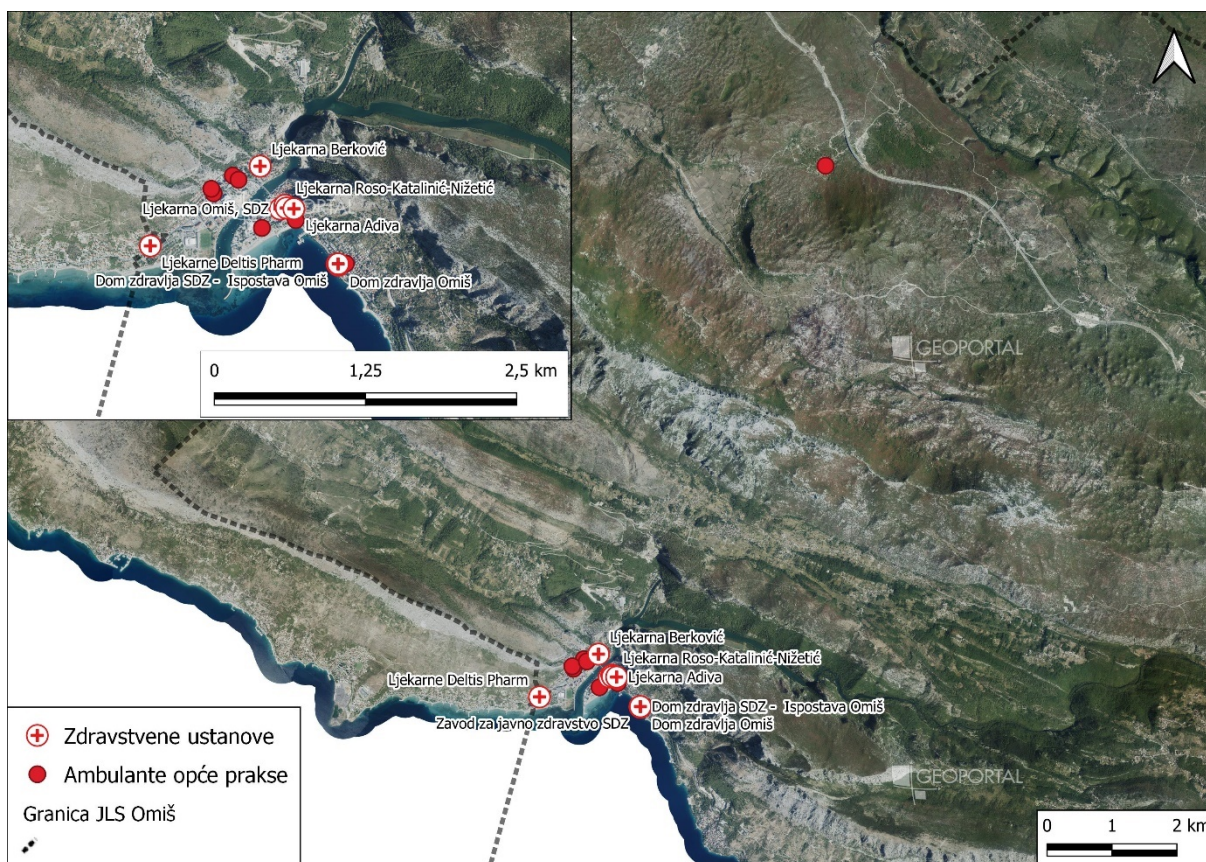 Ljekarna Berković
Ljekarna Roso-Katalinić-Nižetić
Ljekarna Omiš, SDZ
Ljekarna Adiva
Ljekarne Deltis Pharm
Dom zdravlja SDZ - Ispostava Omiš
Dom zdravlja Omiš
0 1,25 2,5 km
GEOPORTAL
Ljekarna Berković
Ljekarna Roso-Katalinić-Nižetić
Ljekarne Deltis Pharm
Ljekarna Adiva
Dom zdravlja SDZ - Ispostava Omiš
Zavod za javno zdravstvo SDZ
Dom zdravlja Omiš
GEOPORTAL
Zdravstvene ustanove
Ambulante opće prakse
Granica JLS Omiš
0 1 2 km